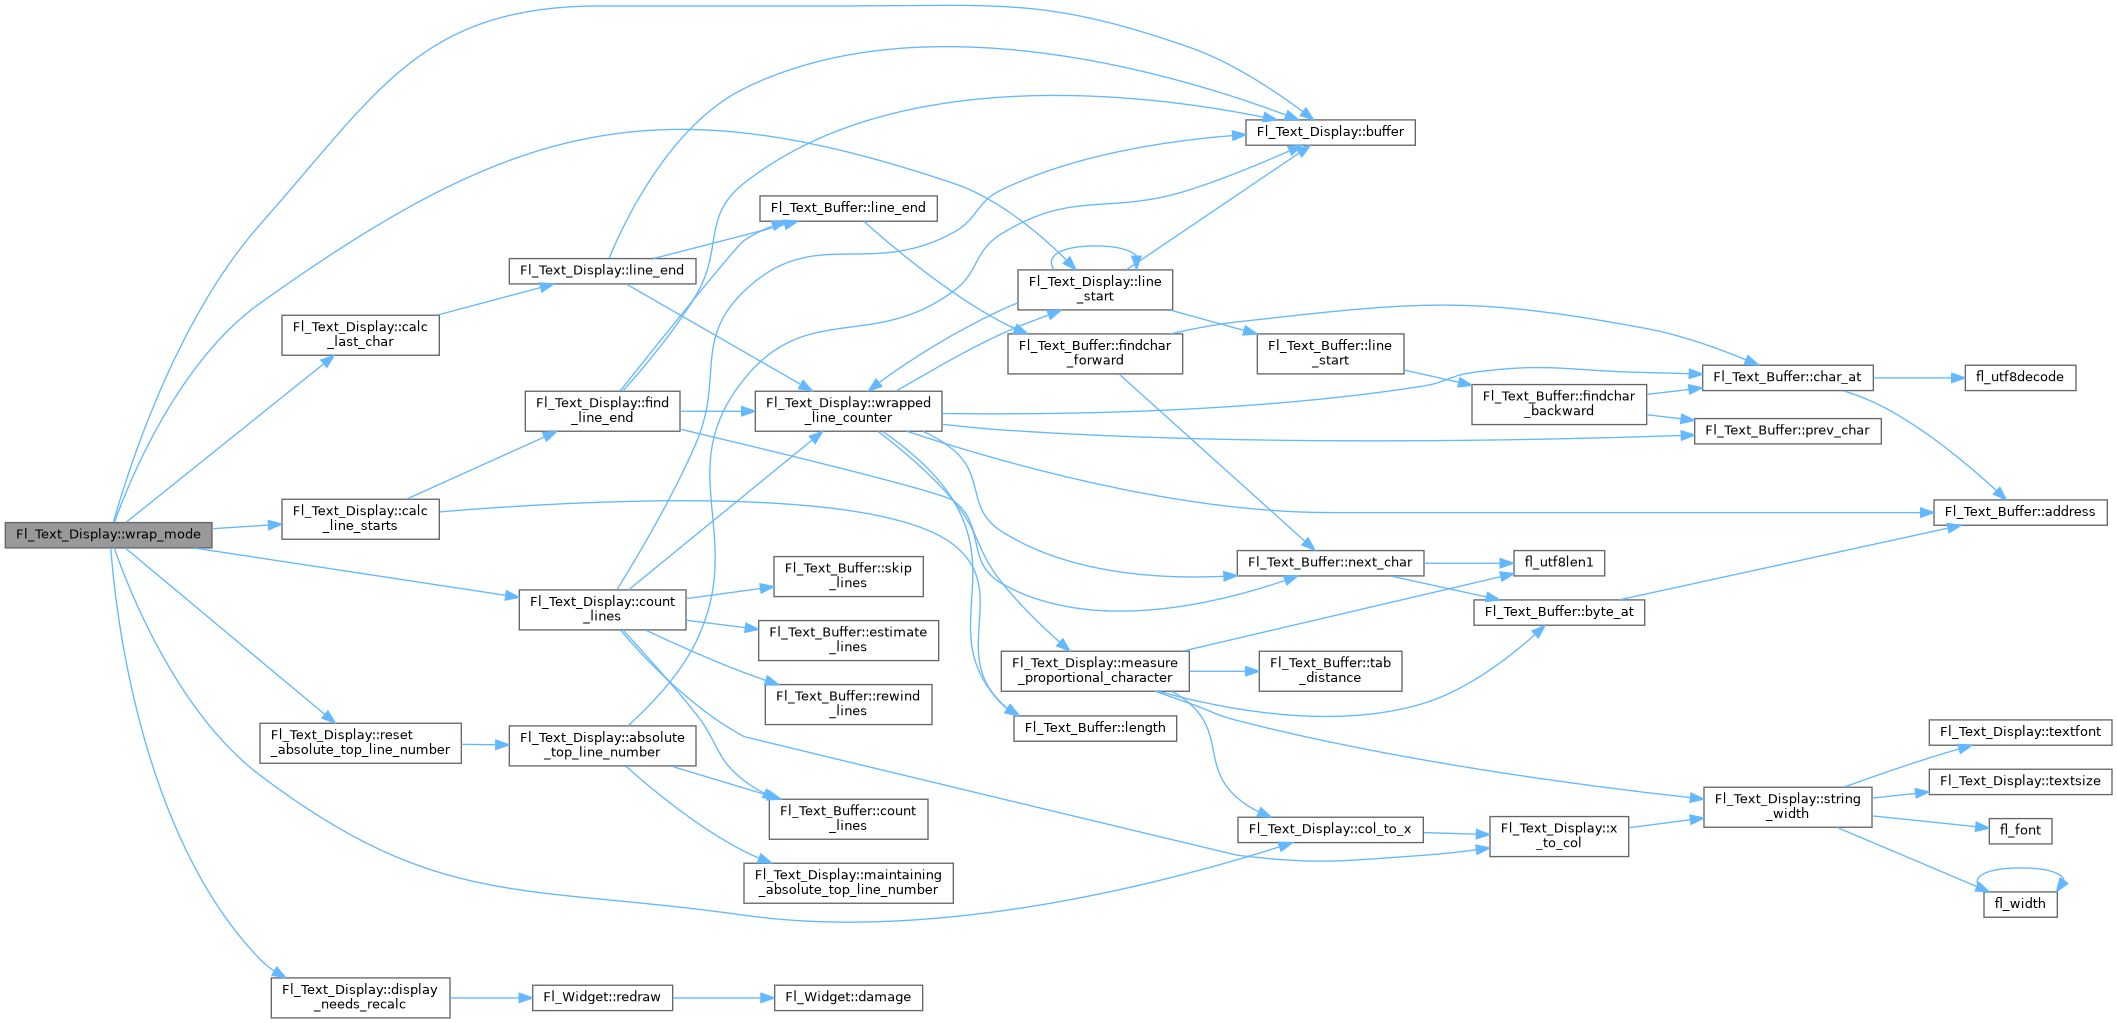 Fl_Text_Display::wrap_mode
Fl_Text_Display::calc
_last_char
Fl_Text_Display::calc
_line_starts
Fl_Text_Display::reset
_absolute_top_line_number
Fl_Text_Display::display
_needs_recalc
Fl_Text_Display::line_end
Fl_Text_Display::find
_line_end
Fl_Text_Display::count
_lines
Fl_Text_Display::absolute
_top_line_number
Fl_Widget::redraw
Fl_Text_Buffer::line_end
Fl_Text_Display::wrapped
_line_counter
Fl_Text_Buffer::skip
_lines
Fl_Text_Buffer::estimate
_lines
Fl_Text_Buffer::rewind
_lines
Fl_Text_Buffer::count
_lines
Fl_Text_Display::maintaining
_absolute_top_line_number
Fl_Widget::damage
Fl_Text_Display::line
_start
Fl_Text_Buffer::findchar
_forward
Fl_Text_Display::measure
_proportional_character
Fl_Text_Buffer::length
Fl_Text_Display::buffer
Fl_Text_Buffer::line
_start
Fl_Text_Buffer::next_char
Fl_Text_Buffer::tab
_distance
Fl_Text_Display::col_to_x
Fl_Text_Buffer::findchar
_backward
fl_utf8len1
Fl_Text_Buffer::byte_at
Fl_Text_Display::x
_to_col
Fl_Text_Buffer::char_at
Fl_Text_Buffer::prev_char
Fl_Text_Display::string
_width
fl_utf8decode
Fl_Text_Buffer::address
Fl_Text_Display::textfont
Fl_Text_Display::textsize
fl_font
fl_width